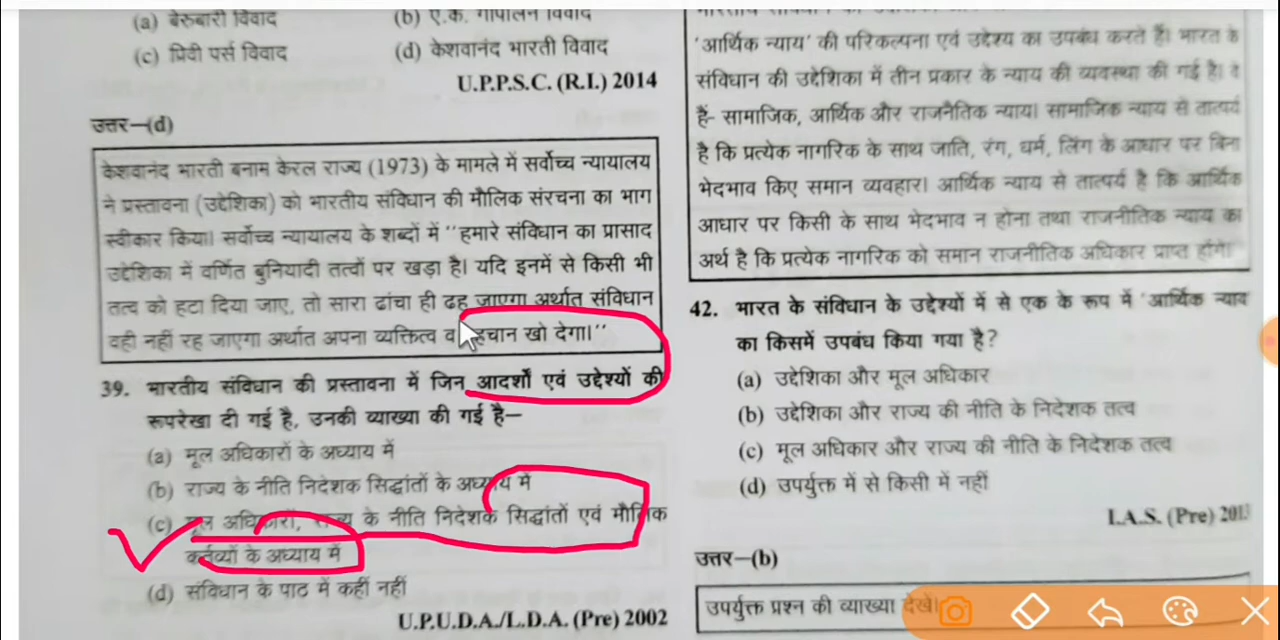 (a) बेरुबारी विवाद
(b) ए.के. गोपालन विवाद
(c) प्रिवी पर्स विवाद
(d) केशवानंद भारती विवाद
U.P.P.S.C. (R.I.) 2014
उत्तर—(d)
केशवानंद भारती बनाम केरल राज्य (1973) के मामले में सर्वोच्च न्यायालय
ने प्रस्तावना (उद्देशिका) को भारतीय संविधान की मौलिक संरचना का भाग
स्वीकार किया। सर्वोच्च न्यायालय के शब्दों में ''हमारे संविधान का प्रासाद
उद्देशिका में वर्णित बुनियादी तत्वों पर खड़ा है। यदि इनमें से किसी भी
तत्व को हटा दिया जाए, तो सारा ढांचा ही ढह जाएगा अर्थात संविधान
वही नहीं रह जाएगा अर्थात अपना व्यक्तित्व व हचान खो देगा।''
39. भारतीय संविधान की प्रस्तावना में जिन आदर्शों एवं उद्देश्यों की
रूपरेखा दी गई है, उनकी व्याख्या की गई है—
(a) मूल अधिकारों के अध्याय में
(b) राज्य के नीति निदेशक सिद्धांतों के अध्याय में
(c) मूल अधिकारों, राज्य के नीति निदेशक सिद्धांतों एवं मौलिक
कर्तव्यों के अध्याय में
(d) संविधान के पाठ में कहीं नहीं
U.P.U.D.A./L.D.A. (Pre) 2002
'आर्थिक न्याय' की परिकल्पना एवं उद्देश्य का उपबंध करते हैं। भारत के
संविधान की उद्देशिका में तीन प्रकार के न्याय की व्यवस्था की गई है। वे
हैं- सामाजिक, आर्थिक और राजनैतिक न्याय। सामाजिक न्याय से तात्पर्य
है कि प्रत्येक नागरिक के साथ जाति, रंग, धर्म, लिंग के आधार पर बिना
भेदभाव किए समान व्यवहार। आर्थिक न्याय से तात्पर्य है कि आर्थिक
आधार पर किसी के साथ भेदभाव न होना तथा राजनीतिक न्याय का
अर्थ है कि प्रत्येक नागरिक को समान राजनीतिक अधिकार प्राप्त होंगे।
42. भारत के संविधान के उद्देश्यों में से एक के रूप में 'आर्थिक न्याय'
का किसमें उपबंध किया गया है?
(a) उद्देशिका और मूल अधिकार
(b) उद्देशिका और राज्य की नीति के निदेशक तत्व
(c) मूल अधिकार और राज्य की नीति के निदेशक तत्व
(d) उपर्युक्त में से किसी में नहीं
I.A.S. (Pre) 2013
उत्तर—(b)
उपर्युक्त प्रश्न की व्याख्या देखें।